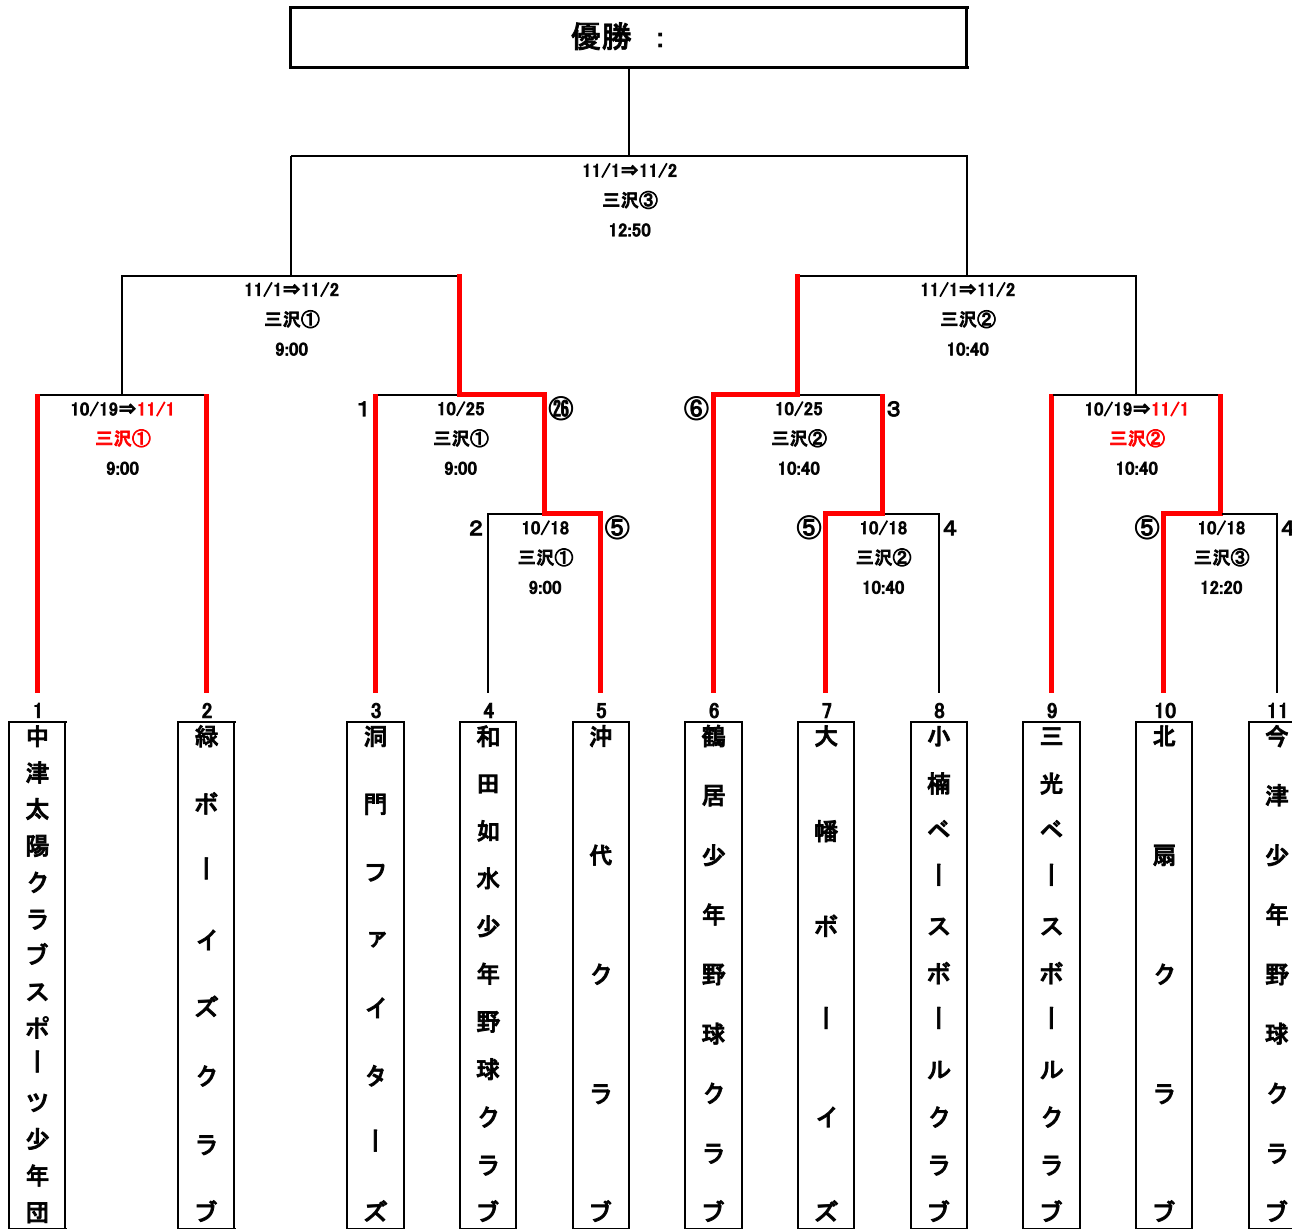 優勝 ：
11/1⇒11/2
三沢③
12:50
11/1⇒11/2
三沢①
9:00
11/1⇒11/2
三沢②
10:40
10/19⇒11/1
三沢①
9:00
1
10/25
㉖
三沢①
9:00
⑥
10/25
3
三沢②
10:40
10/19⇒11/1
三沢②
10:40
2
10/18
⑤
三沢①
9:00
⑤
10/18
4
三沢②
10:40
⑤
10/18
4
三沢③
12:20
1
中津太陽クラブスポーツ少年団
2
緑ボーイズクラブ
3
洞門ファイターズ
4
和田如水少年野球クラブ
5
沖代クラブ
6
鶴居少年野球クラブ
7
大幡ボーイズ
8
小楠ベースボールクラブ
9
三光ベースボールクラブ
10
北扇クラブ
11
今津少年野球クラブ